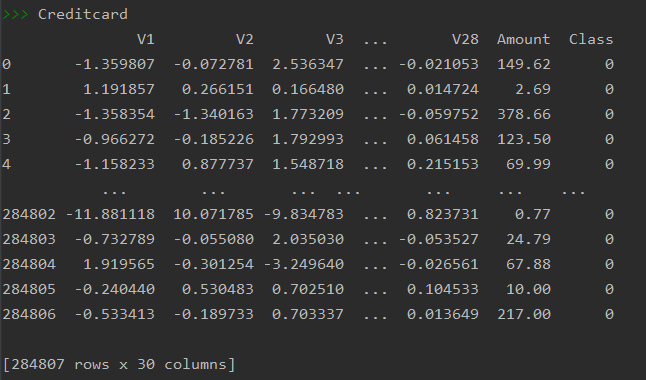 >>> Creditcard
V1 V2 V3 ... V28 Amount Class
0 -1.359807 -0.072781 2.536347 ... -0.021053 149.62 0
1 1.191857 0.266151 0.166480 ... 0.014724 2.69 0
2 -1.358354 -1.340163 1.773209 ... -0.059752 378.66 0
3 -0.966272 -0.185226 1.792993 ... 0.061458 123.50 0
4 -1.158233 0.877737 1.548718 ... 0.215153 69.99 0
... ... ... ... ... ... ...
284802 -11.881118 10.071785 -9.834783 ... 0.823731 0.77 0
284803 -0.732789 -0.055080 2.035030 ... -0.053527 24.79 0
284804 1.919565 -0.301254 -3.249640 ... -0.026561 67.88 0
284805 -0.240440 0.530483 0.702510 ... 0.104533 10.00 0
284806 -0.533413 -0.189733 0.703337 ... 0.013649 217.00 0
[284807 rows x 30 columns]